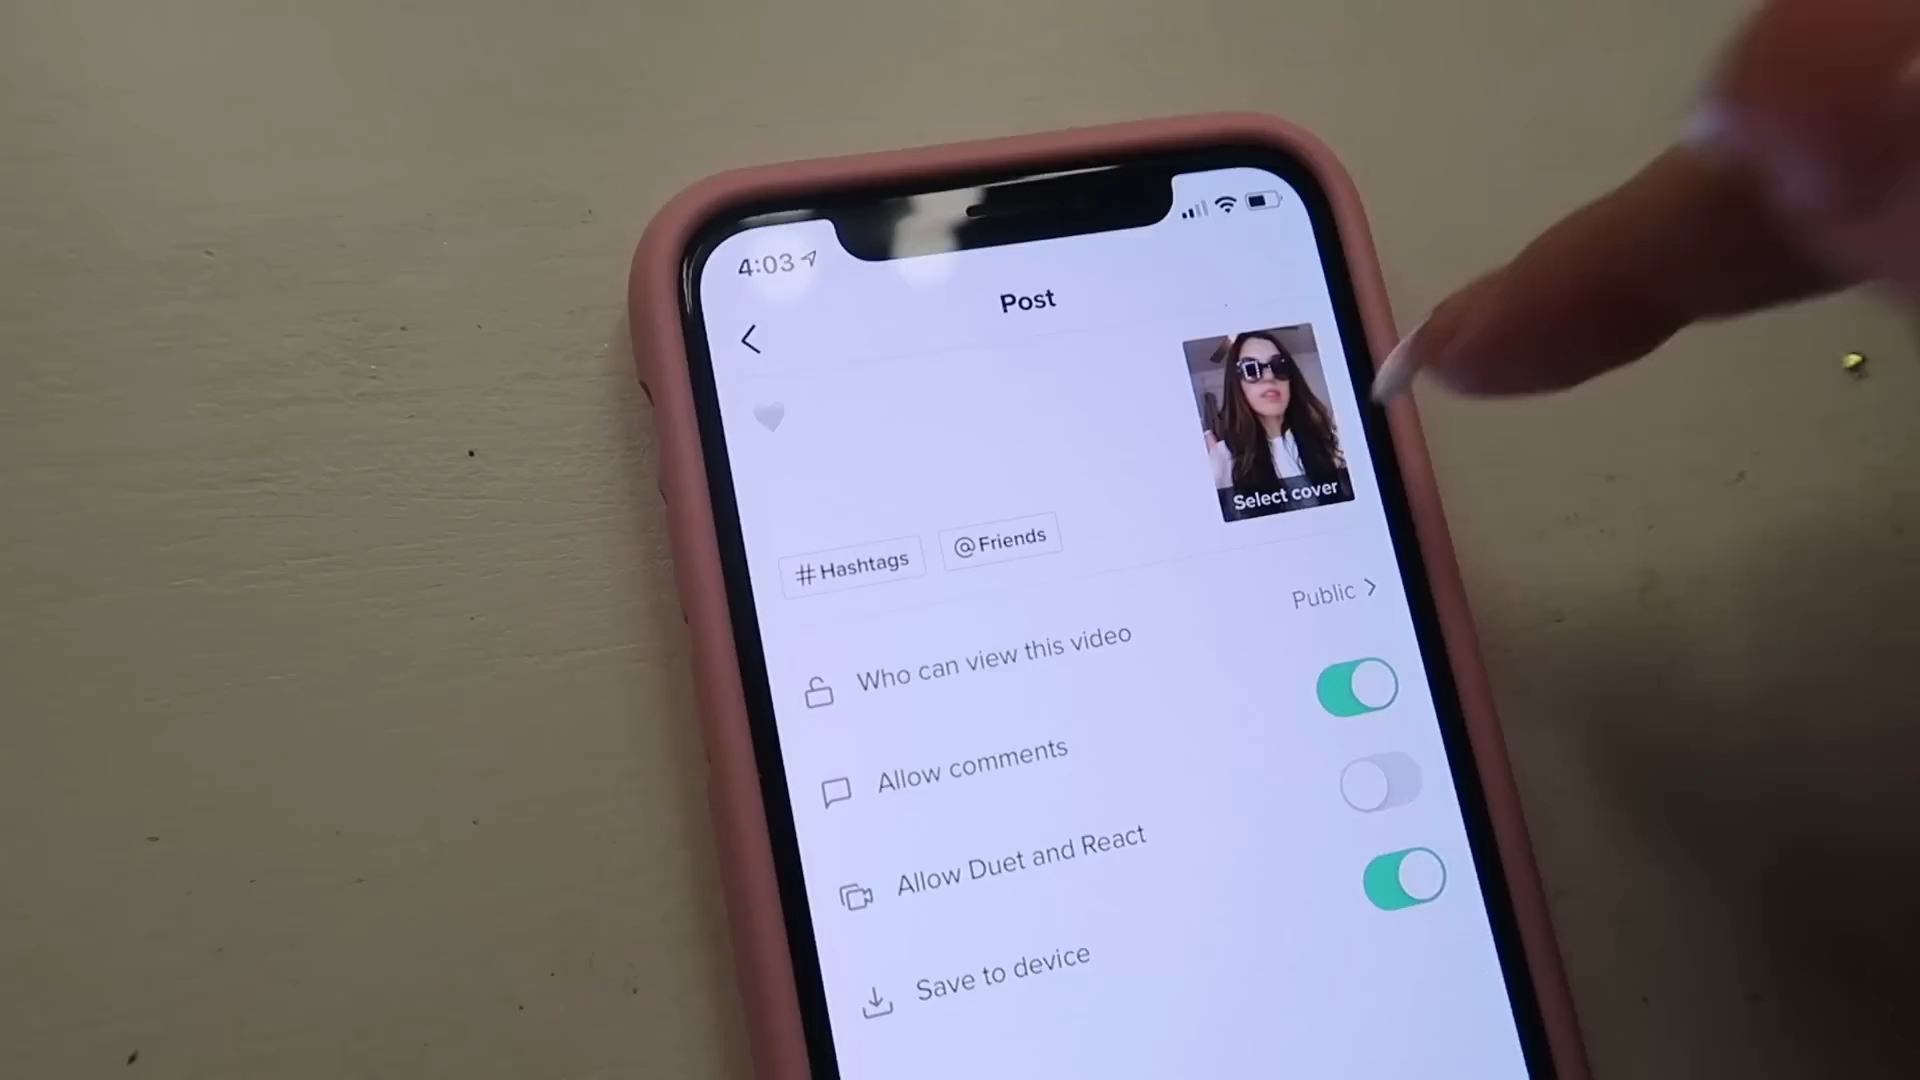 4:03
Post
Select cover
#Hashtags
@Friends
Who can view this video
Public >
Allow comments
Allow Duet and React
Save to device